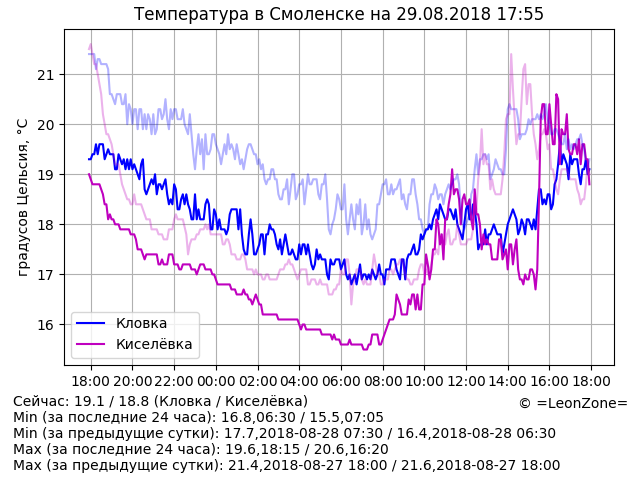 Температура в Смоленске на 29.08.2018 17:55
градусов Цельсия, °C
21
20
19
18
17
16
Кловка
Киселёвка
18:00 20:00 22:00 00:00 02:00 04:00 06:00 08:00 10:00 12:00 14:00 16:00 18:00
Сейчас: 19.1 / 18.8 (Кловка / Киселёвка)
© =LeonZone=
Min (за последние 24 часа): 16.8,06:30 / 15.5,07:05
Min (за предыдущие сутки): 17.7,2018-08-28 07:30 / 16.4,2018-08-28 06:30
Max (за последние 24 часа): 19.6,18:15 / 20.6,16:20
Max (за предыдущие сутки): 21.4,2018-08-27 18:00 / 21.6,2018-08-27 18:00